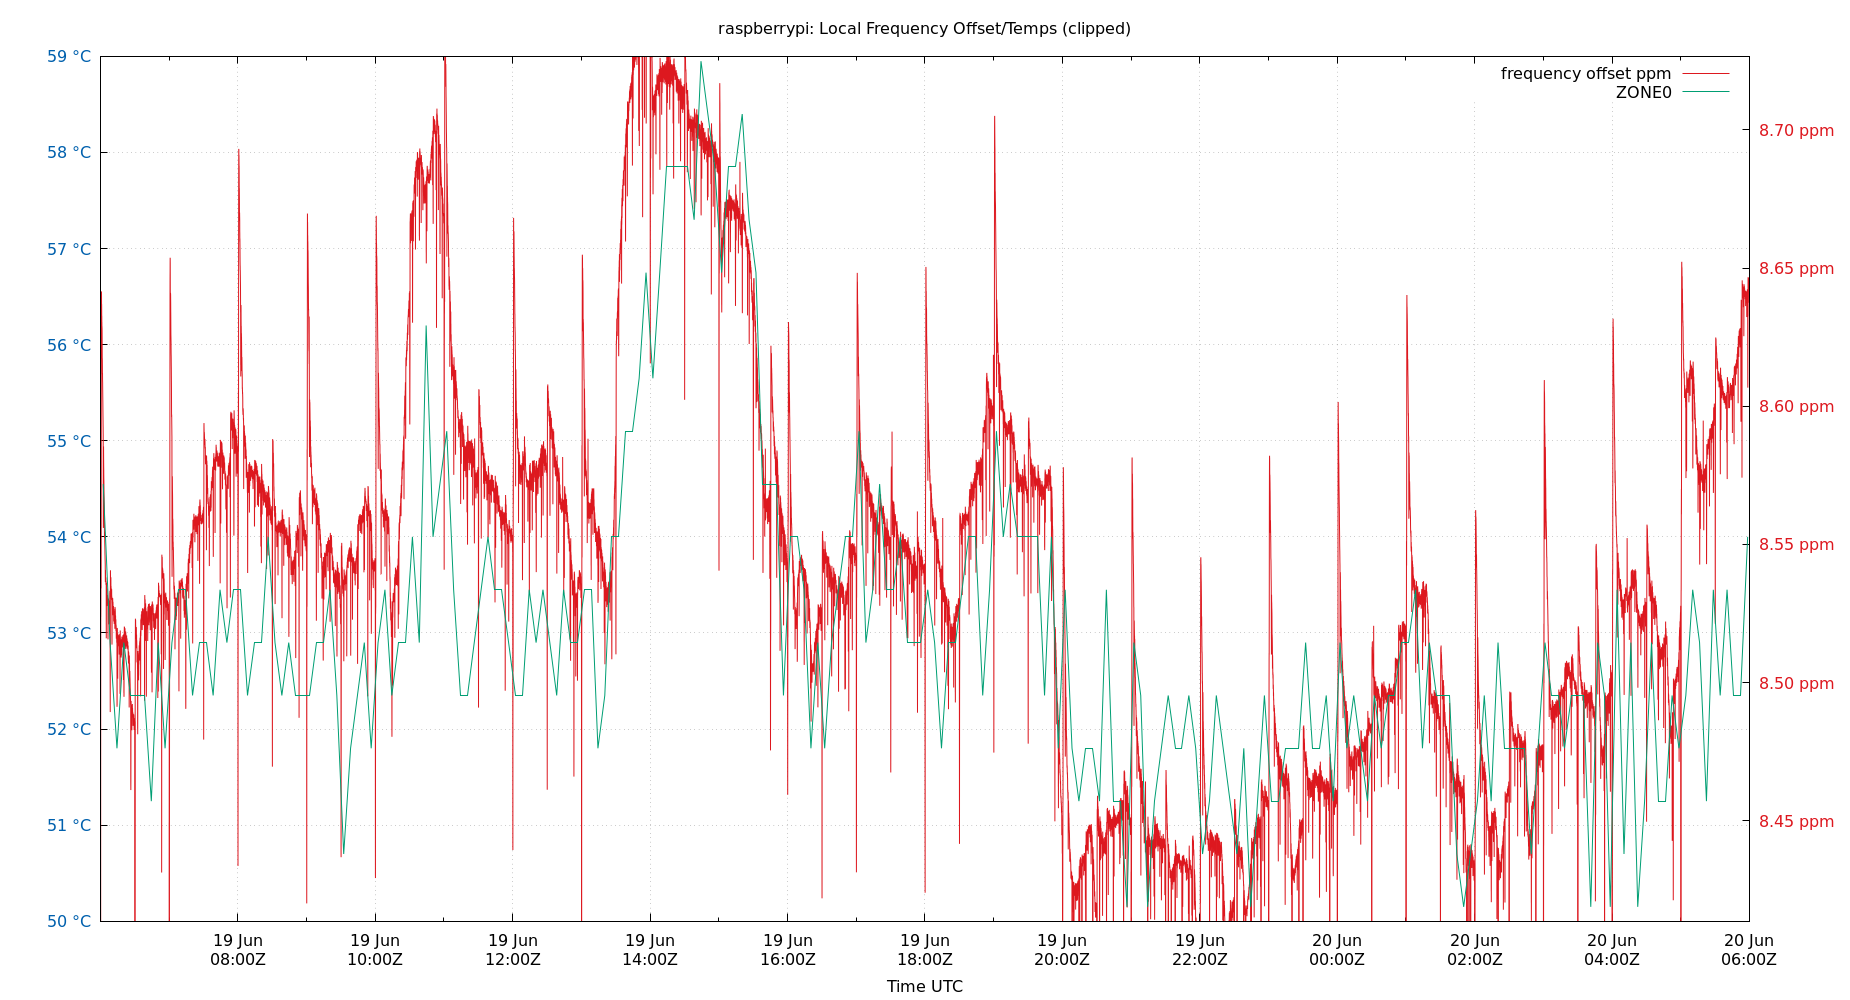 raspberrypi: Local Frequency Offset/Temps (clipped)
59 °C
58 °C
57 °C
56 °C
55 °C
54 °C
53 °C
52 °C
51 °C
50 °C
frequency offset ppm
ZONE0
8.70 ppm
8.65 ppm
8.60 ppm
8.55 ppm
8.50 ppm
8.45 ppm
19 Jun
08:00Z
19 Jun
10:00Z
19 Jun
12:00Z
19 Jun
14:00Z
19 Jun
16:00Z
19 Jun
18:00Z
19 Jun
20:00Z
19 Jun
22:00Z
20 Jun
00:00Z
20 Jun
02:00Z
20 Jun
04:00Z
20 Jun
06:00Z
Time UTC